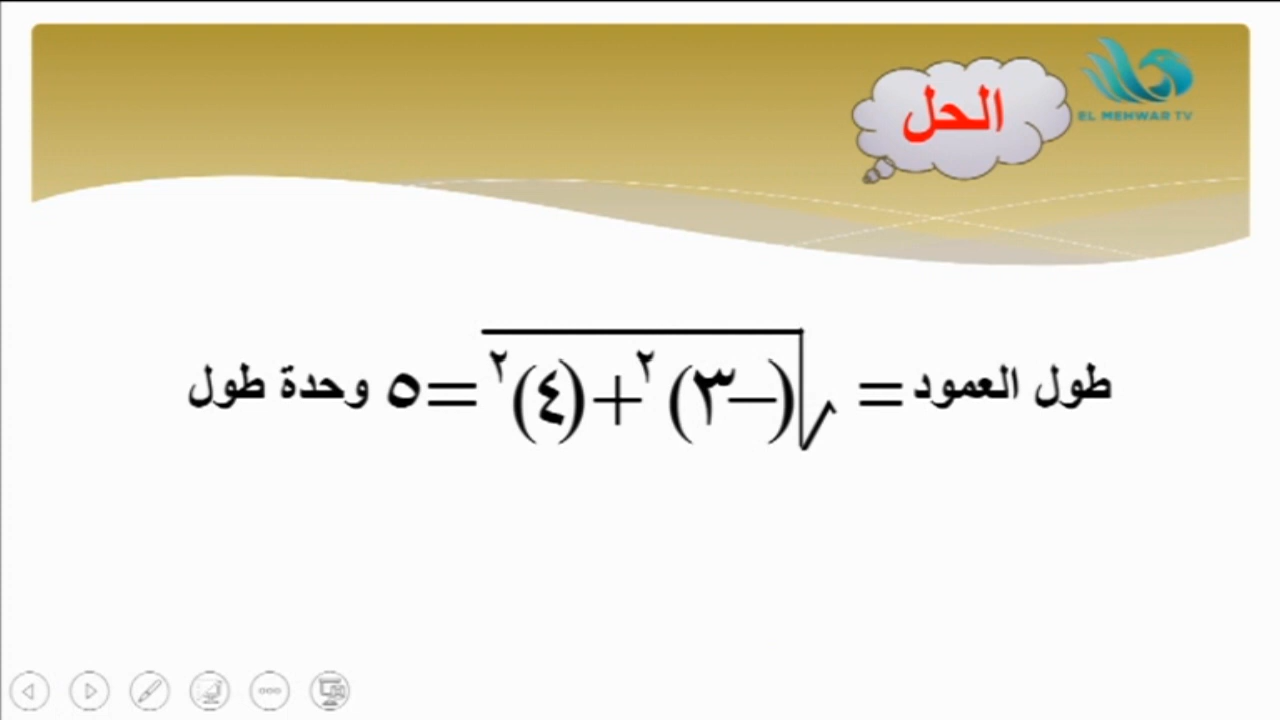 الحل
EL MEHWAR TV
طول العمود = √(−٣)٢+(٤)٢ = ٥ وحدة طول